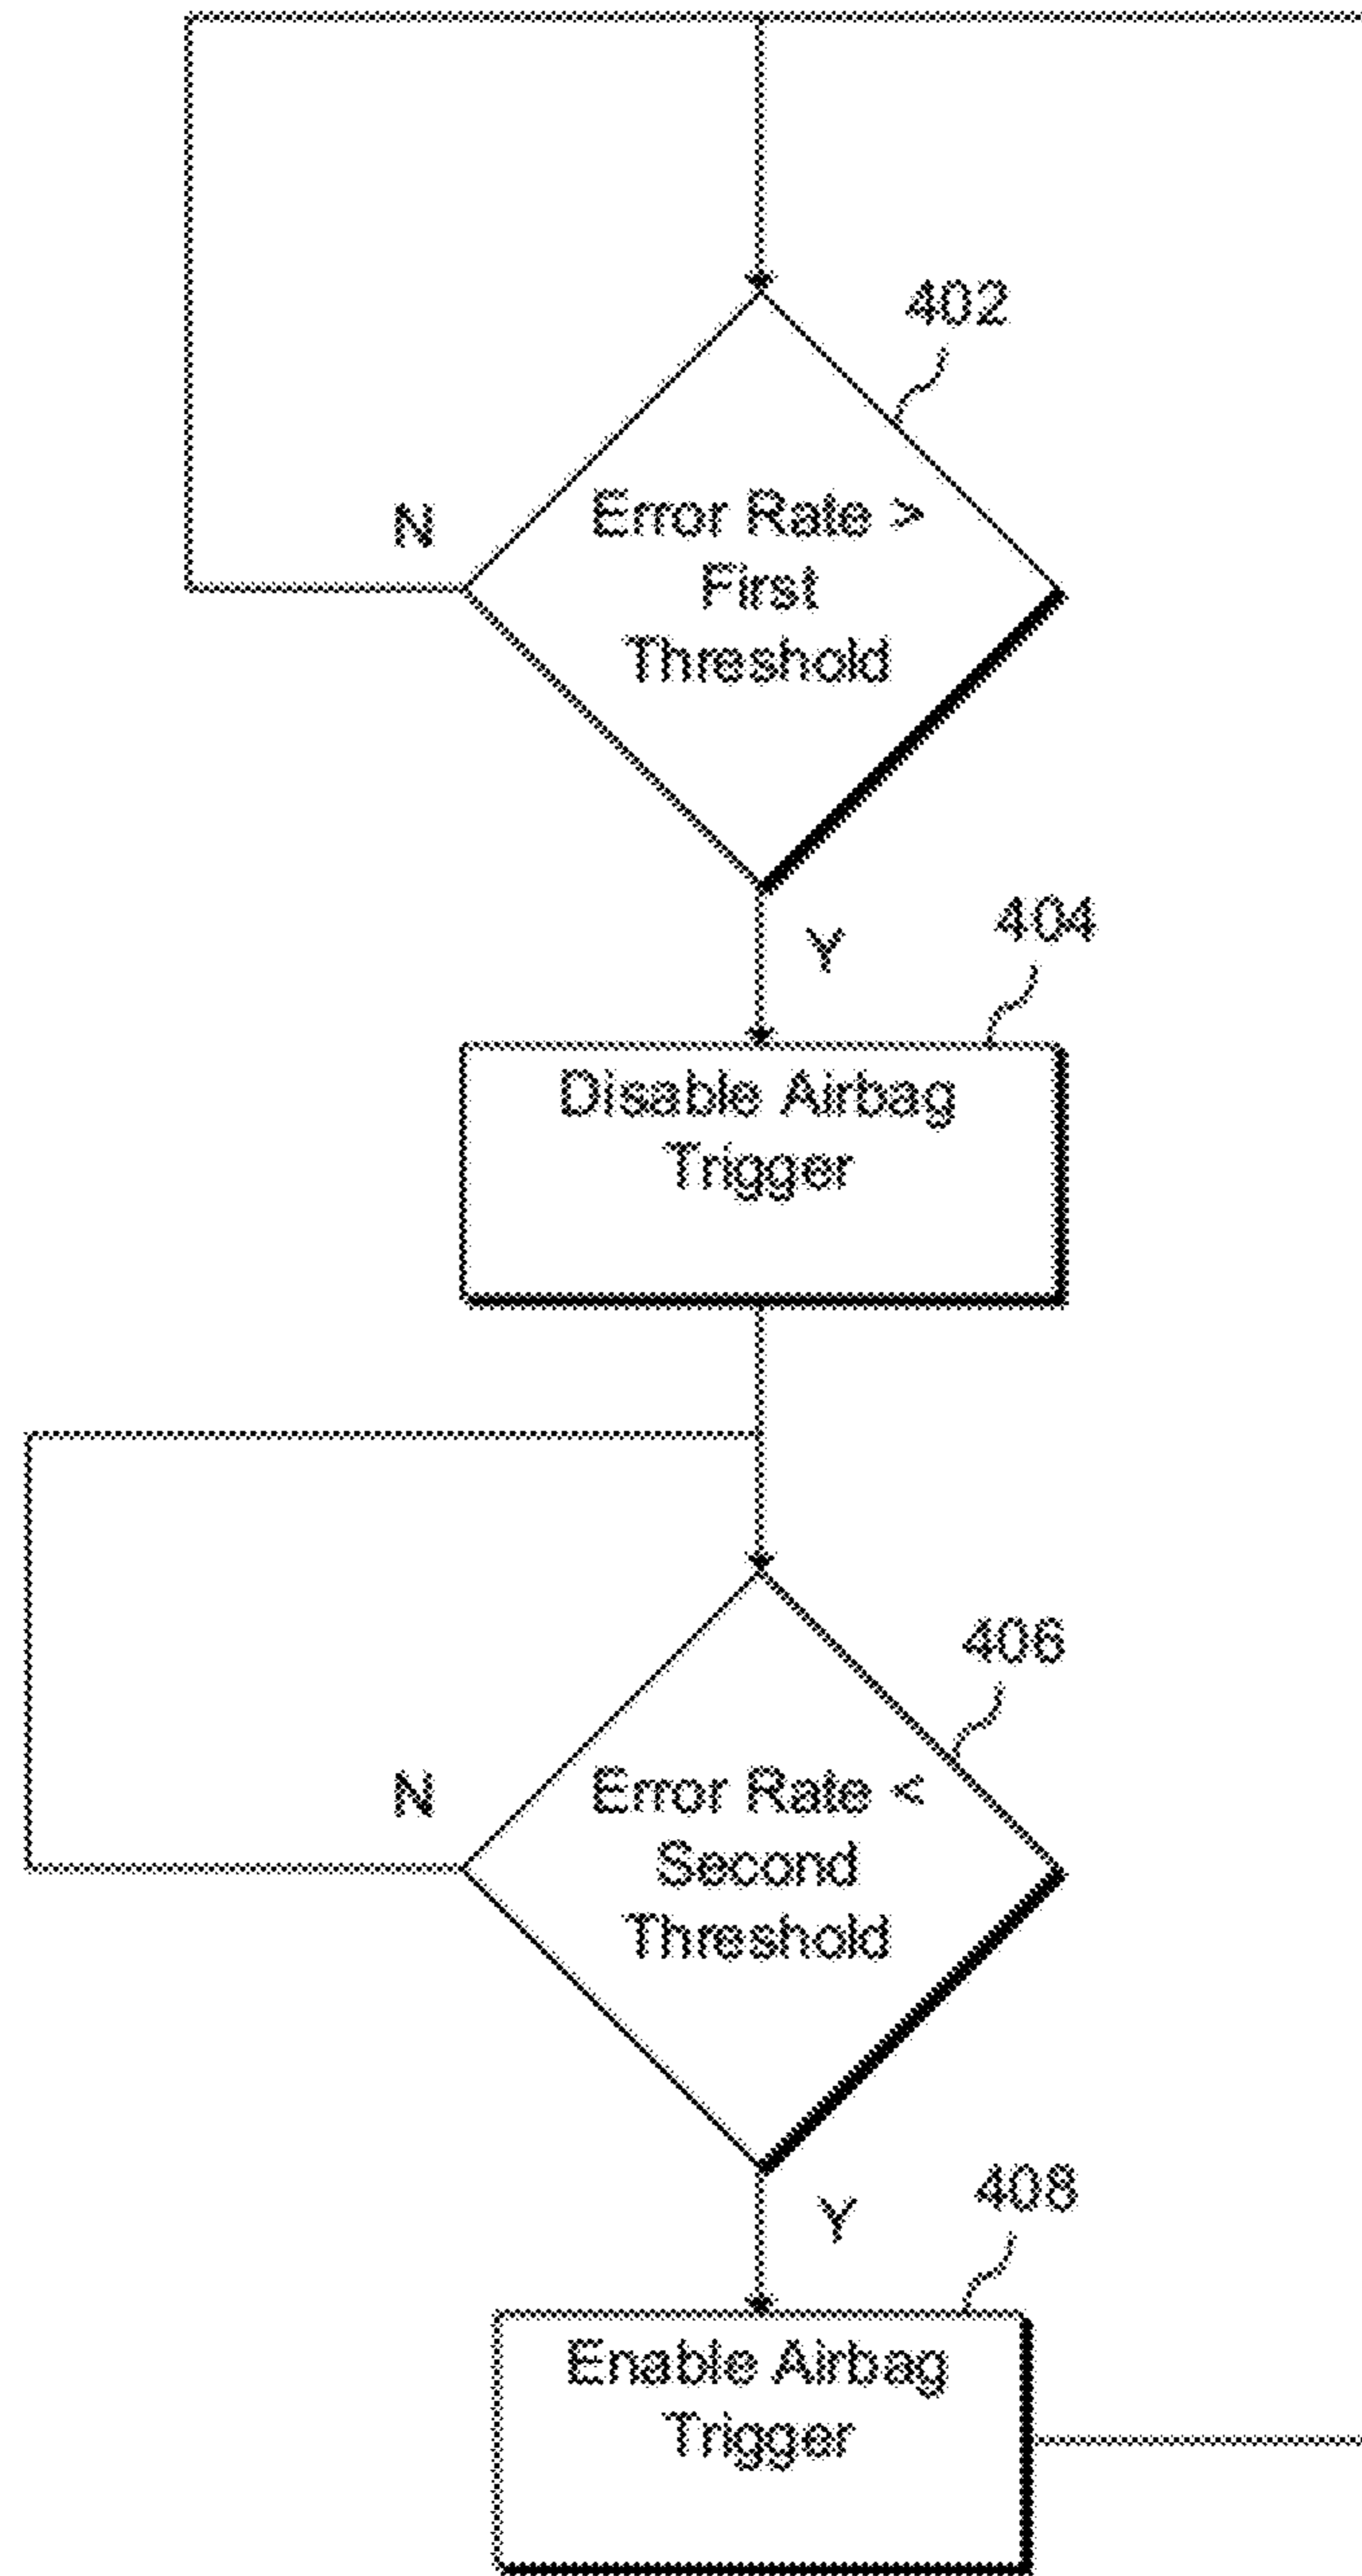 402
N
Error Rate >
First
Threshold
Y
404
Disable Airbag
Trigger
406
N
Error Rate <
Second
Threshold
Y
408
Enable Airbag
Trigger